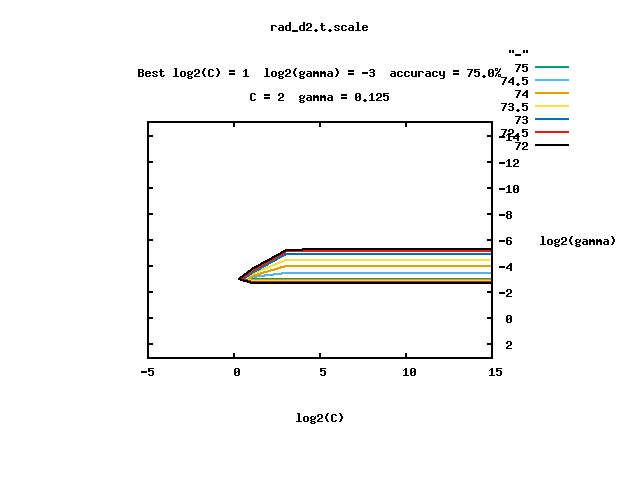 rad_d2.t.scale
Best log2(C) = 1  log2(gamma) = -3  accuracy = 75.0%
C = 2  gamma = 0.125
"-"
75
74.5
74
73.5
73
72.5
72
-14
-12
-10
-8
-6
-4
-2
0
2
log2(gamma)
-5 0 5 10 15
log2(C)